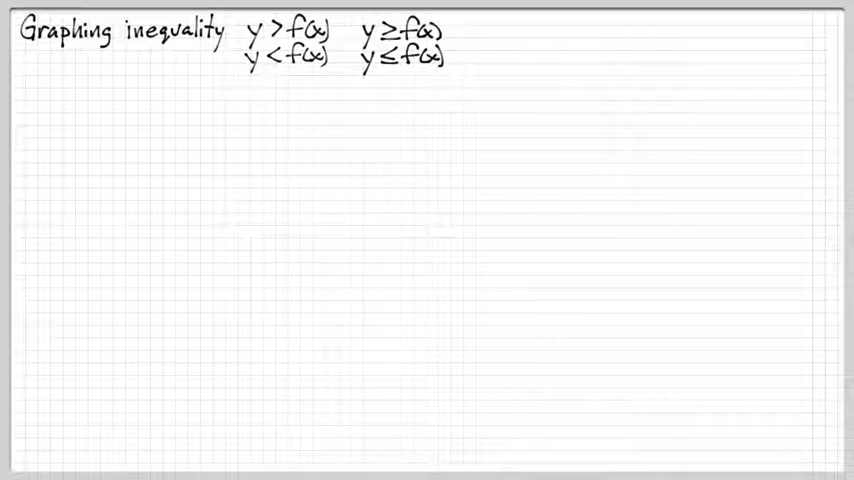 Graphing inequality y > f(x) y ≥ f(x)
y < f(x) y ≤ f(x)